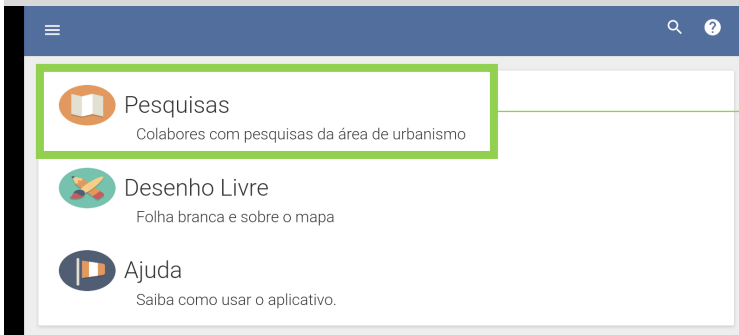 Pesquisas
Colabores com pesquisas da área de urbanismo
Desenho Livre
Folha branca e sobre o mapa
Ajuda
Saiba como usar o aplicativo.